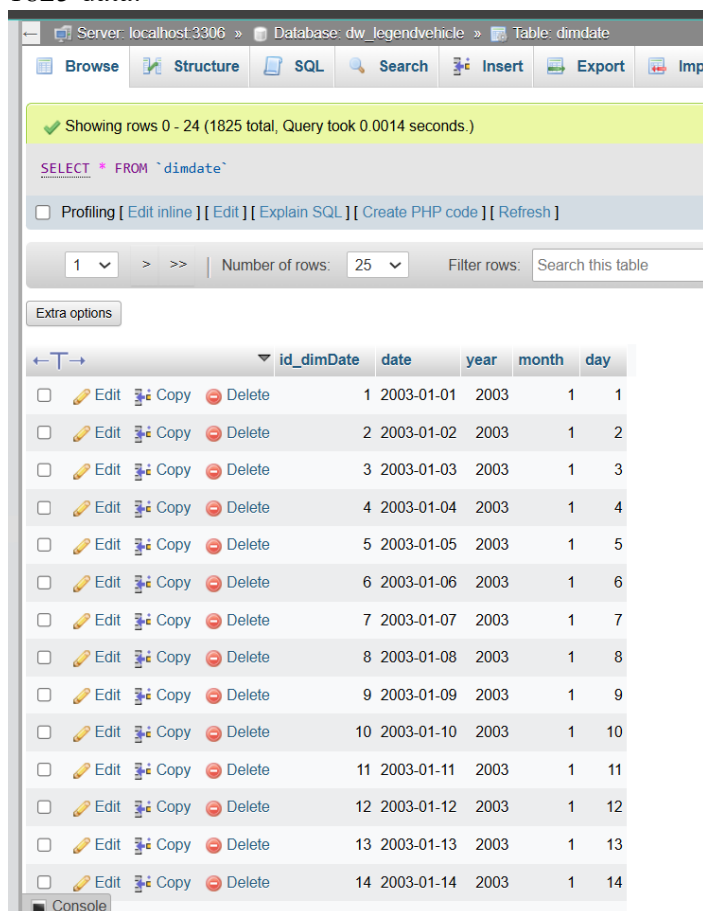 ← Server: localhost:3306 » Database: dw_legendvehicle » Table: dimdate
Browse Structure SQL Search Insert Export Imp
Showing rows 0 - 24 (1825 total, Query took 0.0014 seconds.)
SELECT * FROM `dimdate`
Profiling [ Edit inline ] [ Edit ] [ Explain SQL ] [ Create PHP code ] [ Refresh ]
1 > >> | Number of rows: 25 Filter rows: Search this table
Extra options
←T→ id_dimDate date year month day
Edit Copy Delete 1 2003-01-01 2003 1 1
Edit Copy Delete 2 2003-01-02 2003 1 2
Edit Copy Delete 3 2003-01-03 2003 1 3
Edit Copy Delete 4 2003-01-04 2003 1 4
Edit Copy Delete 5 2003-01-05 2003 1 5
Edit Copy Delete 6 2003-01-06 2003 1 6
Edit Copy Delete 7 2003-01-07 2003 1 7
Edit Copy Delete 8 2003-01-08 2003 1 8
Edit Copy Delete 9 2003-01-09 2003 1 9
Edit Copy Delete 10 2003-01-10 2003 1 10
Edit Copy Delete 11 2003-01-11 2003 1 11
Edit Copy Delete 12 2003-01-12 2003 1 12
Edit Copy Delete 13 2003-01-13 2003 1 13
Edit Copy Delete 14 2003-01-14 2003 1 14
Console